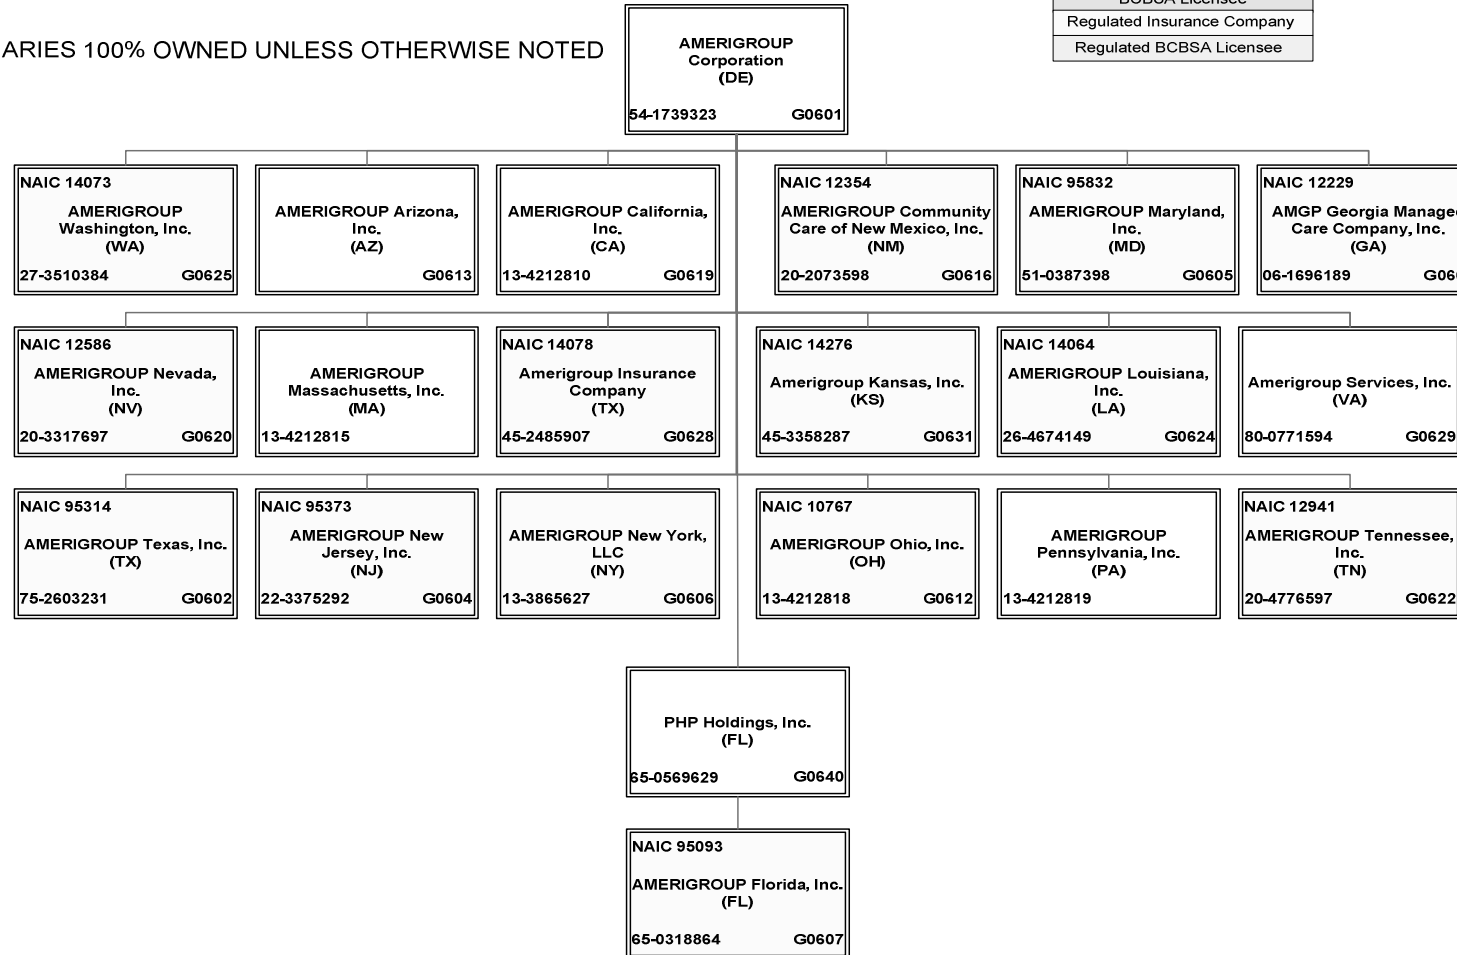 BCBSA Licensee
Regulated Insurance Company
Regulated BCBSA Licensee
ARIES 100% OWNED UNLESS OTHERWISE NOTED
AMERIGROUP
Corporation
(DE)
54-1739323 G0601
NAIC 14073
AMERIGROUP
Washington, Inc.
(WA)
27-3510384 G0625
AMERIGROUP Arizona,
Inc.
(AZ)
G0613
AMERIGROUP California,
Inc.
(CA)
13-4212810 G0619
NAIC 12354
AMERIGROUP Community
Care of New Mexico, Inc.
(NM)
20-2073598 G0616
NAIC 95832
AMERIGROUP Maryland,
Inc.
(MD)
51-0387398 G0605
NAIC 12229
AMGP Georgia Manage
Care Company, Inc.
(GA)
06-1696189
NAIC 12586
AMERIGROUP Nevada,
Inc.
(NV)
20-3317697 G0620
AMERIGROUP
Massachusetts, Inc.
(MA)
13-4212815
NAIC 14078
Amerigroup Insurance
Company
(TX)
45-2485907 G0628
NAIC 14276
Amerigroup Kansas, Inc.
(KS)
45-3358287 G0631
NAIC 14064
AMERIGROUP Louisiana,
Inc.
(LA)
26-4674149 G0624
Amerigroup Services, Inc.
(VA)
80-0771594 G0629
NAIC 95314
AMERIGROUP Texas, Inc.
(TX)
75-2603231 G0602
NAIC 95373
AMERIGROUP New
Jersey, Inc.
(NJ)
22-3375292 G0604
AMERIGROUP New York,
LLC
(NY)
13-3865627 G0606
NAIC 10767
AMERIGROUP Ohio, Inc.
(OH)
13-4212818 G0612
AMERIGROUP
Pennsylvania, Inc.
(PA)
13-4212819
NAIC 12941
AMERIGROUP Tennessee,
Inc.
(TN)
20-4776597 G0622
PHP Holdings, Inc.
(FL)
65-0569629 G0640
NAIC 95093
AMERIGROUP Florida, Inc.
(FL)
65-0318864 G0607